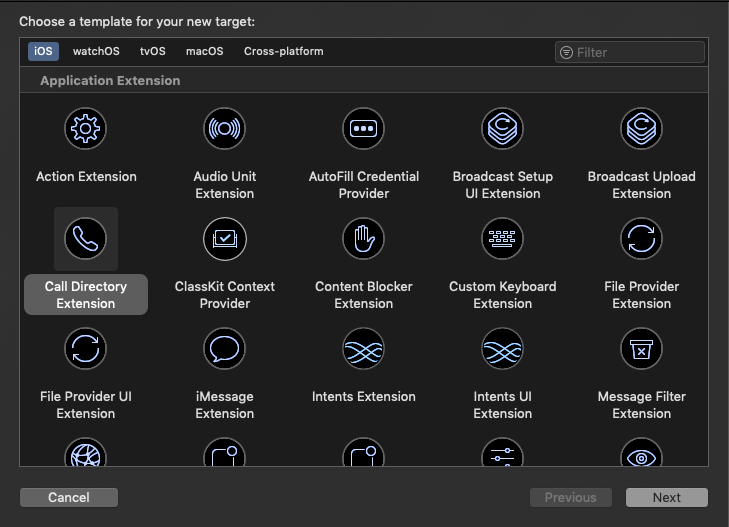 Choose a template for your new target:
iOS watchOS tvOS macOS Cross-platform Filter
Application Extension
Action Extension
Audio Unit
Extension
AutoFill Credential
Provider
Broadcast Setup
UI Extension
Broadcast Upload
Extension
Call Directory
Extension
ClassKit Context
Provider
Content Blocker
Extension
Custom Keyboard
Extension
File Provider
Extension
File Provider UI
Extension
iMessage
Extension
Intents Extension
Intents UI
Extension
Message Filter
Extension
Cancel Previous Next